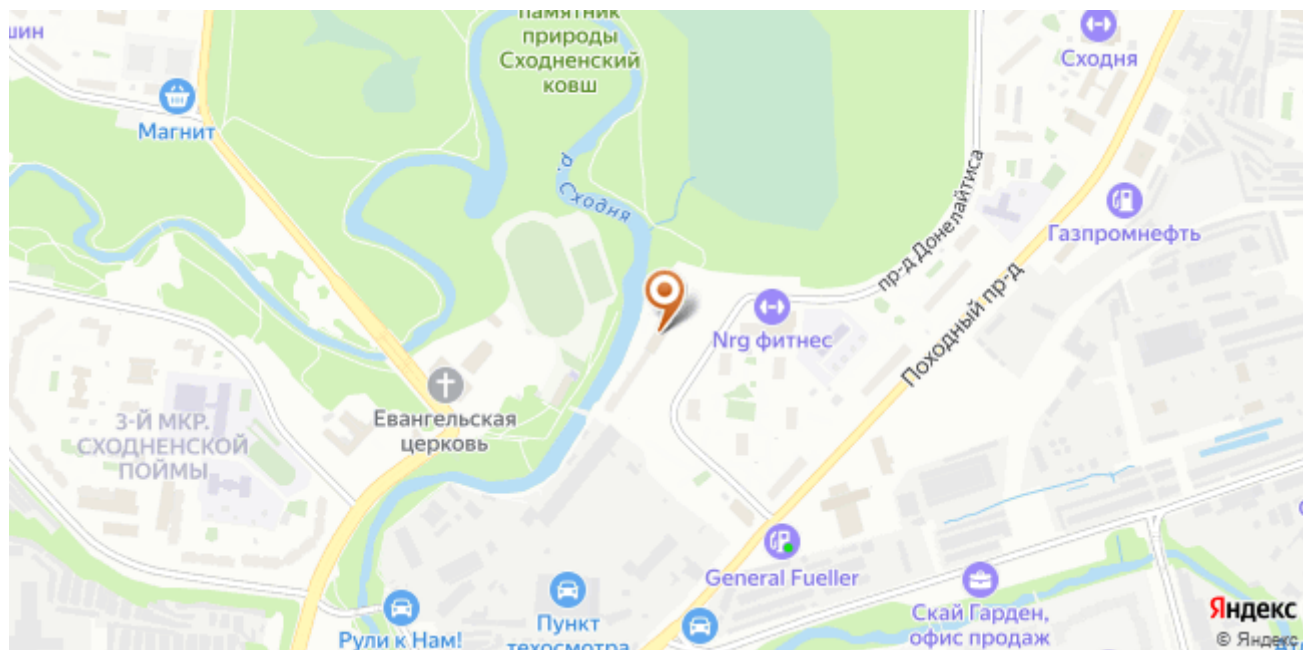 памятник
природы
Сходненский
ковш
Сходня
Магнит
р. Сходня
пр-д Донелайтиса
Газпромнефть
Походный пр-д
Nrg фитнес
Евангельская
церковь
3-Й МКР.
СХОДНЕНСКОЙ
ПОЙМЫ
General Fueller
Скай Гарден,
офис продаж
Пункт
техосмотра
Рули к Нам!
Яндекс
© Яндекс